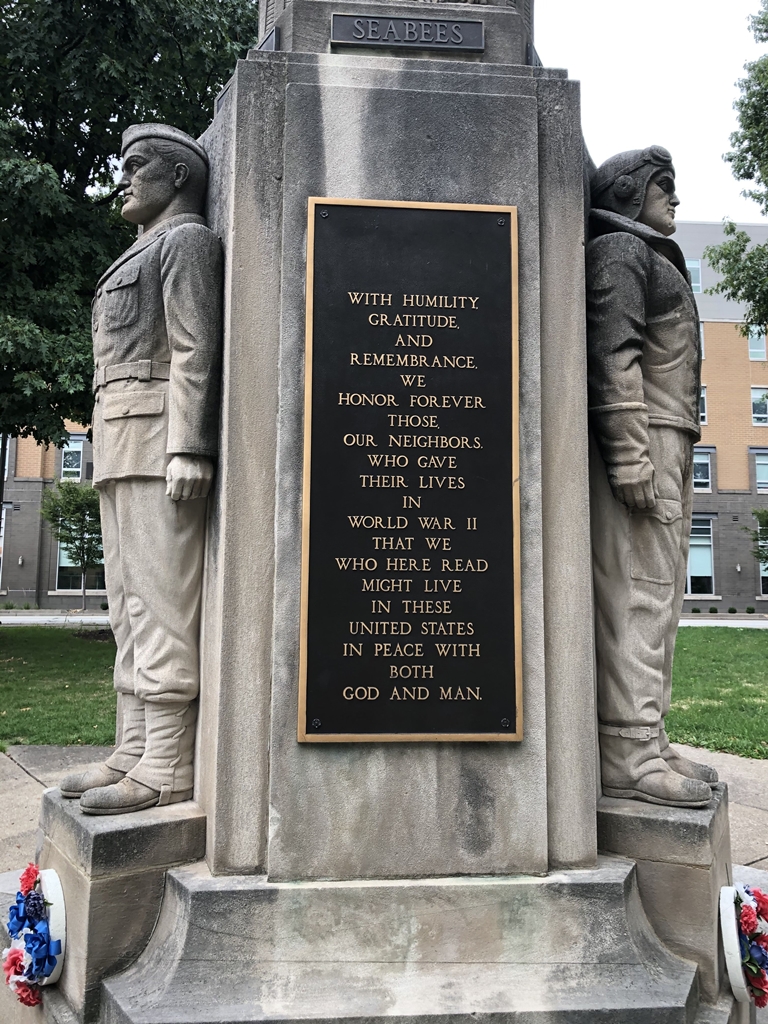 SEABEES
WITH HUMILITY,
GRATITUDE,
AND
REMEMBRANCE,
WE
HONOR FOREVER
THOSE,
OUR NEIGHBORS,
WHO GAVE
THEIR LIVES
IN
WORLD WAR II
THAT WE
WHO HERE READ
MIGHT LIVE
IN THESE
UNITED STATES
IN PEACE WITH
BOTH
GOD AND MAN.